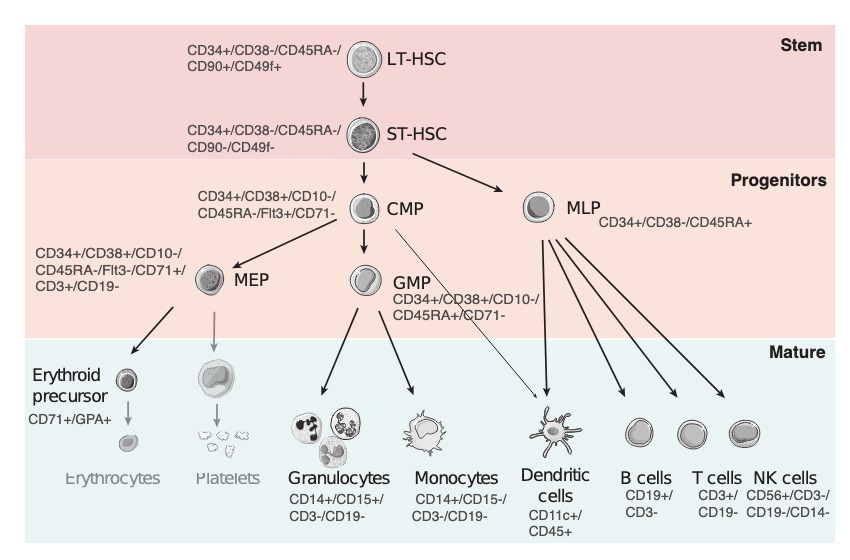 Stem
CD34+/CD38-/CD45RA-/
CD90+/CD49f+
LT-HSC
CD34+/CD38-/CD45RA-/
CD90-/CD49f-
ST-HSC
Progenitors
CD34+/CD38+/CD10-/
CD45RA-/Flt3+/CD71-
CMP
MLP
CD34+/CD38-/CD45RA+
CD34+/CD38+/CD10-/
CD45RA-/Flt3-/CD71+/
CD3+/CD19-
MEP
GMP
CD34+/CD38+/CD10-/
CD45RA+/CD71-
Mature
Erythroid
precursor
CD71+/GPA+
Erythrocytes
Platelets
Granulocytes
CD14+/CD15+/
CD3-/CD19-
Monocytes
CD14+/CD15-/
CD3-/CD19-
Dendritic
cells
CD11c+/
CD45+
B cells
CD19+/
CD3-
T cells
CD3+/
CD19-
NK cells
CD56+/CD3-/
CD19-/CD14-